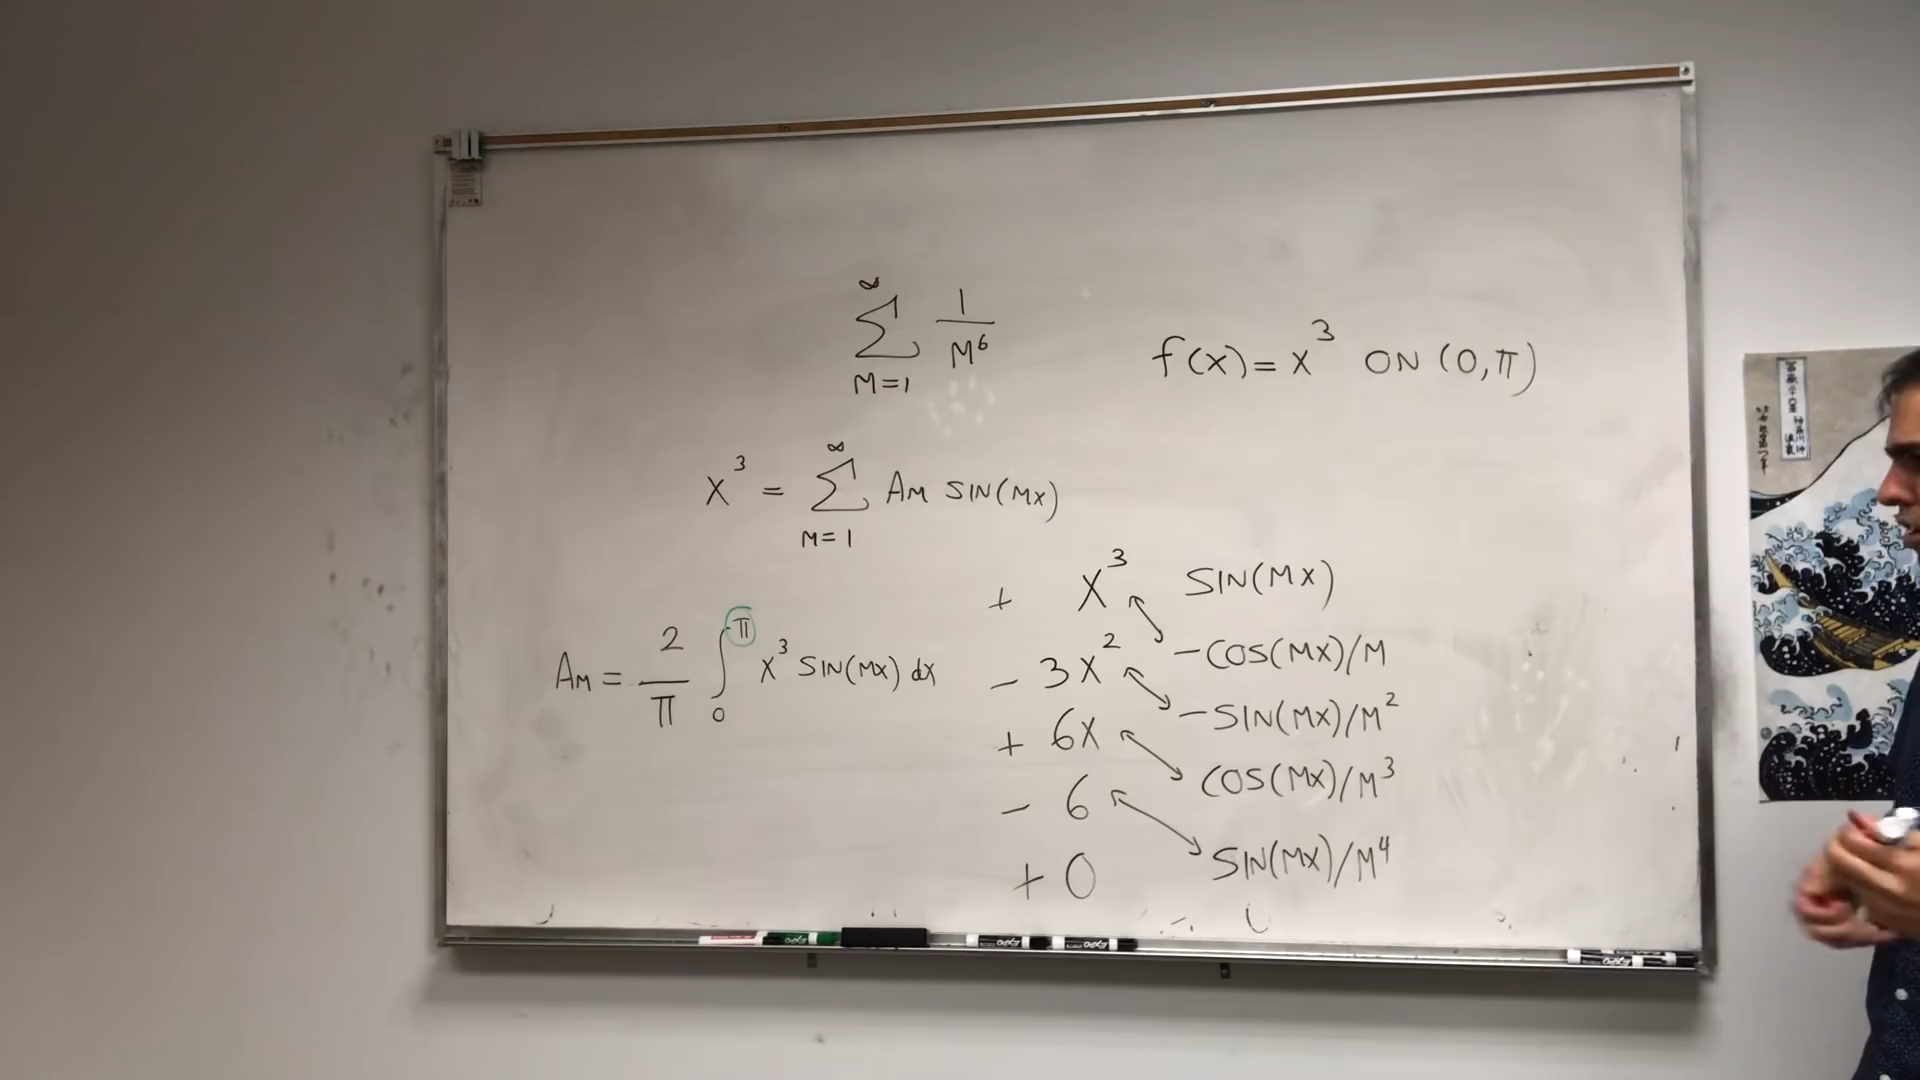 ∞
∑ 1/M⁶
M=1
f(x) = x³ ON (0,π)
∞
x³ = ∑ AM SIN(MX)
M=1
AM = 2/π ∫₀^π x³ SIN(MX) dx
+ x³ SIN(MX)
− 3x² −COS(MX)/M
+ 6x −SIN(MX)/M²
− 6 COS(MX)/M³
+ 0 SIN(MX)/M⁴